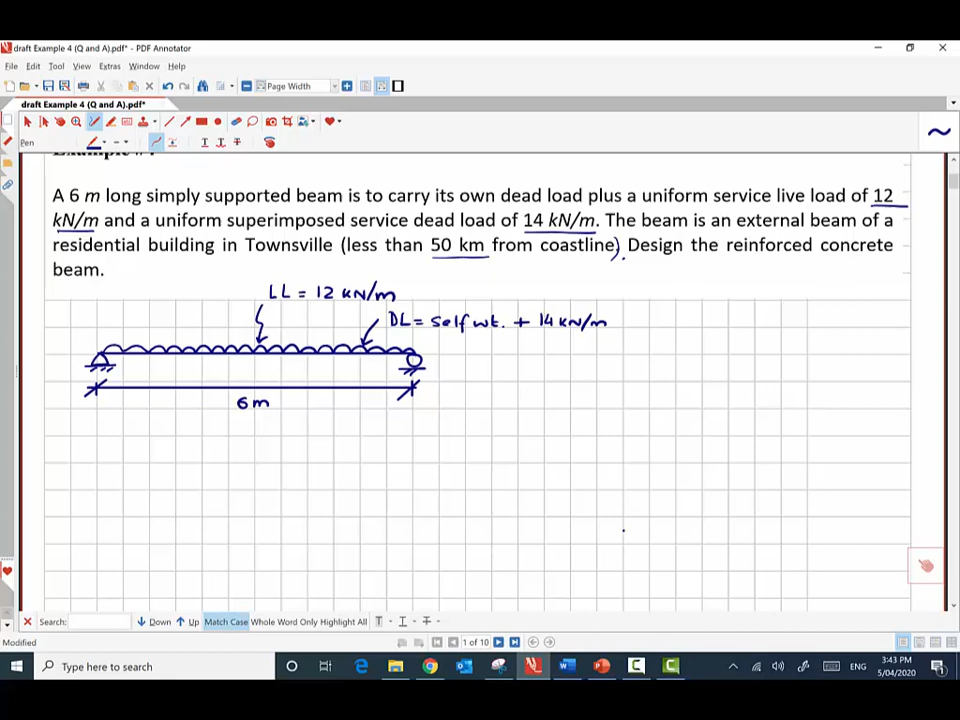 draft Example 4 (Q and A).pdf* - PDF Annotator
File Edit Tool View Extras Window Help
Page Width
draft Example 4 (Q and A).pdf*
Pen
A 6 m long simply supported beam is to carry its own dead load plus a uniform service live load of 12
kN/m and a uniform superimposed service dead load of 14 kN/m. The beam is an external beam of a
residential building in Townsville (less than 50 km from coastline). Design the reinforced concrete
beam.
LL = 12 kN/m
DL = self wt. + 14 kN/m
6 m
Search: Down Up Match Case Whole Word Only Highlight All
1 of 10
Modified
Type here to search
ENG
3:43 PM
5/04/2020